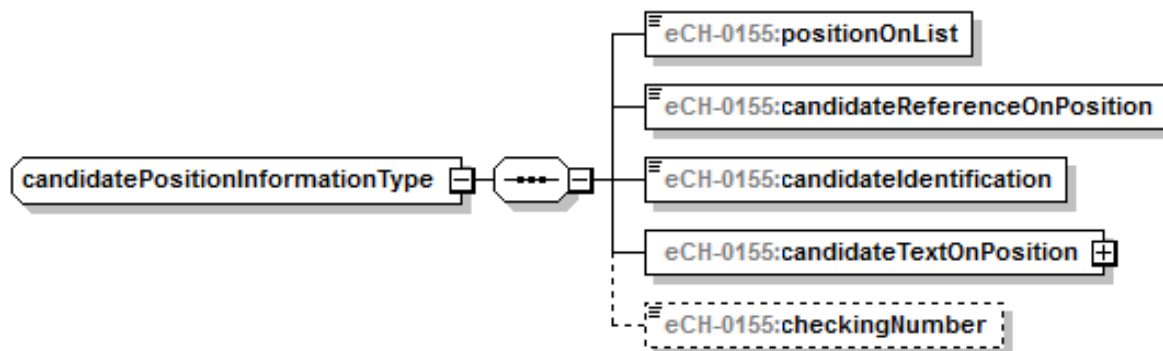 eCH-0155:positionOnList
eCH-0155:candidateReferenceOnPosition
candidatePositionInformationType
eCH-0155:candidateIdentification
eCH-0155:candidateTextOnPosition
eCH-0155:checkingNumber